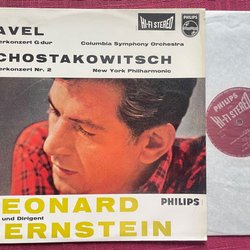 AVEL
HI-FI STEREO
PHILIPS
erkonzert G-dur
Columbia Symphony Orchestra
CHOSTAKOWITSCH
erkonzert Nr. 2
New York Philharmonic
EONARD
PHILIPS
und Dirigent
ERNSTEIN